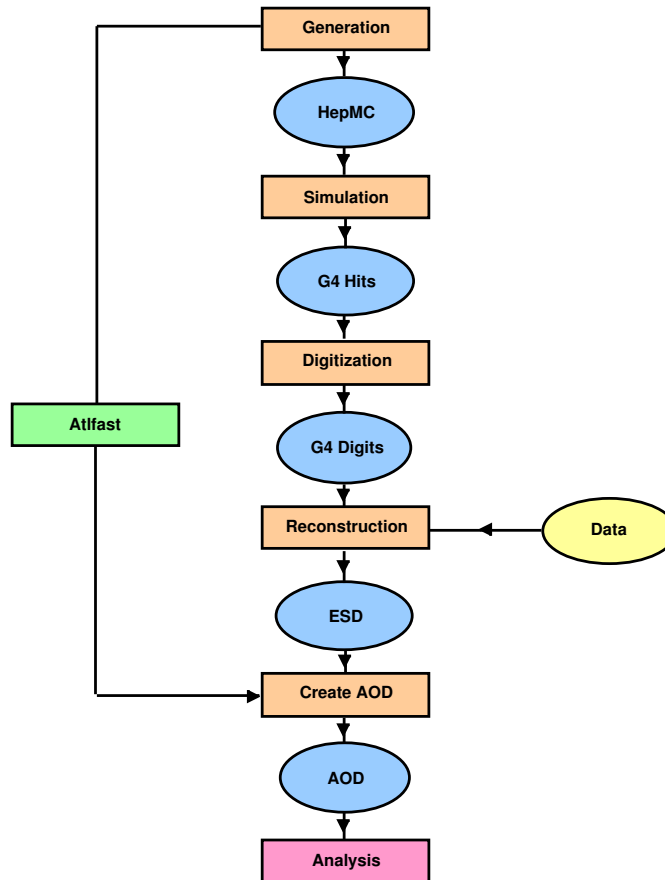 Generation
HepMC
Simulation
G4 Hits
Digitization
Atlfast
G4 Digits
Reconstruction
Data
ESD
Create AOD
AOD
Analysis